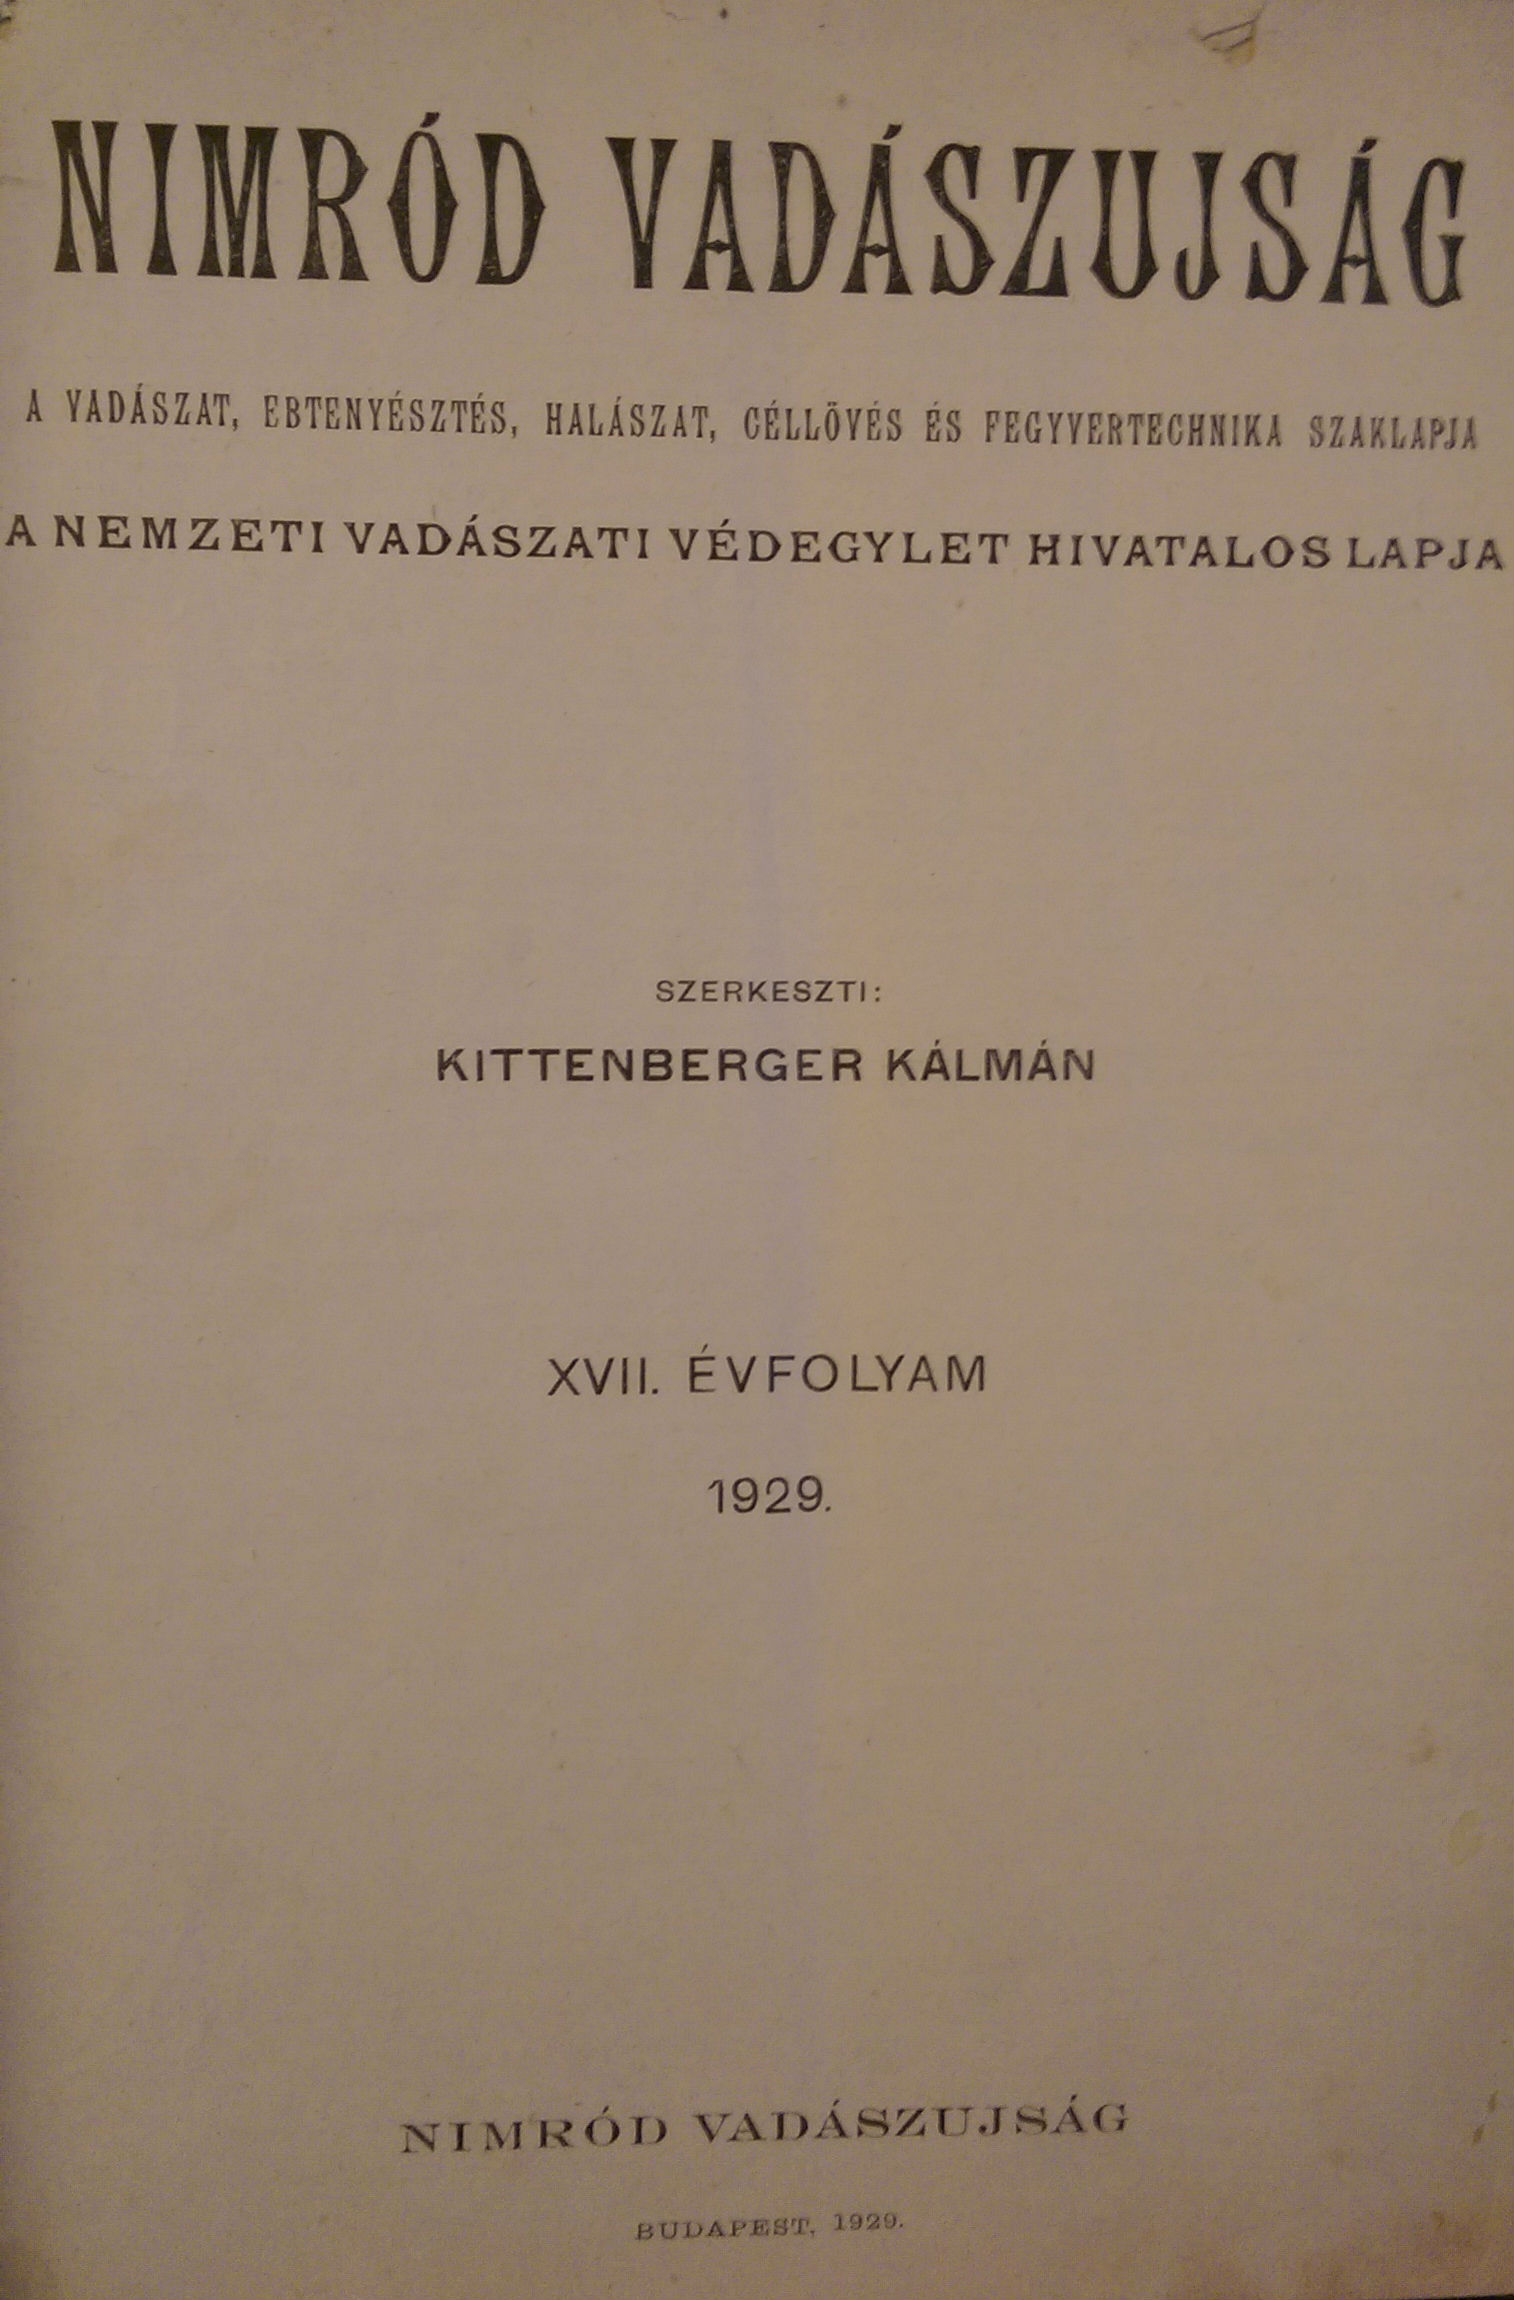 NIMRÓD VADÁSZUJSÁG
A VADÁSZAT, EBTENYÉSZTÉS, HALÁSZAT, CÉLLÖVÉS ÉS FEGYVERTECHNIKA SZAKLAPJA
A NEMZETI VADÁSZATI VÉDEGYLET HIVATALOS LAPJA
SZERKESZTI:
KITTENBERGER KÁLMÁN
XVII. ÉVFOLYAM
1929.
NIMRÓD VADÁSZUJSÁG
BUDAPEST, 1929.